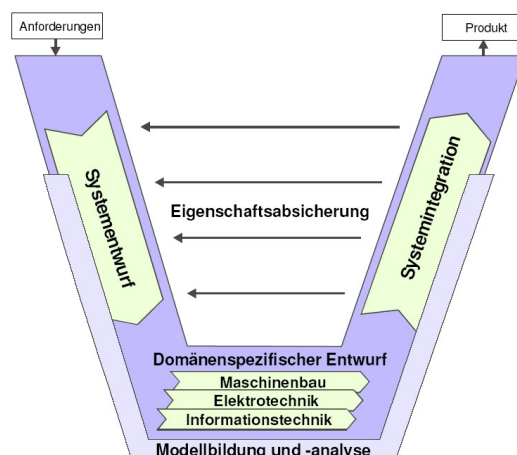 Anforderungen
Produkt
Systementwurf
Systemintegration
Eigenschaftsabsicherung
Domänenspezifischer Entwurf
Maschinenbau
Elektrotechnik
Informationstechnik
Modellbildung und -analyse